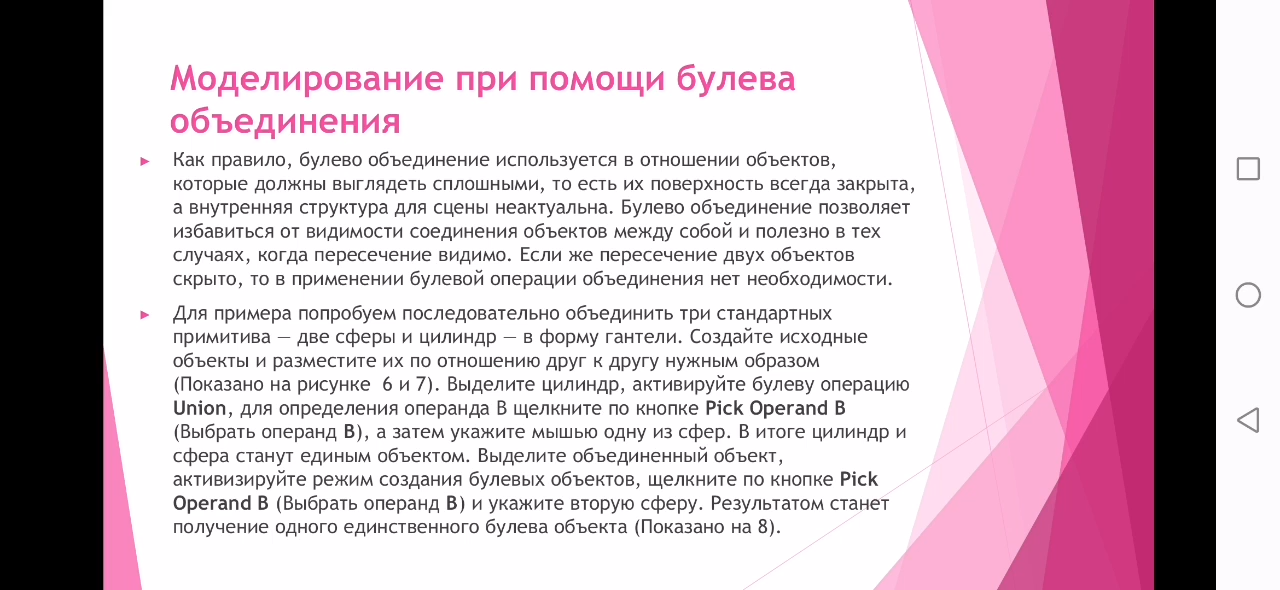 Моделирование при помощи булева
объединения
Как правило, булево объединение используется в отношении объектов,
которые должны выглядеть сплошными, то есть их поверхность всегда закрыта,
а внутренняя структура для сцены неактуальна. Булево объединение позволяет
избавиться от видимости соединения объектов между собой и полезно в тех
случаях, когда пересечение видимо. Если же пересечение двух объектов
скрыто, то в применении булевой операции объединения нет необходимости.
Для примера попробуем последовательно объединить три стандартных
примитива — две сферы и цилиндр — в форму гантели. Создайте исходные
объекты и разместите их по отношению друг к другу нужным образом
(Показано на рисунке 6 и 7). Выделите цилиндр, активируйте булеву операцию
Union, для определения операнда B щелкните по кнопке Pick Operand B
(Выбрать операнд B), а затем укажите мышью одну из сфер. В итоге цилиндр и
сфера станут единым объектом. Выделите объединенный объект,
активизируйте режим создания булевых объектов, щелкните по кнопке Pick
Operand B (Выбрать операнд B) и укажите вторую сферу. Результатом станет
получение одного единственного булева объекта (Показано на 8).